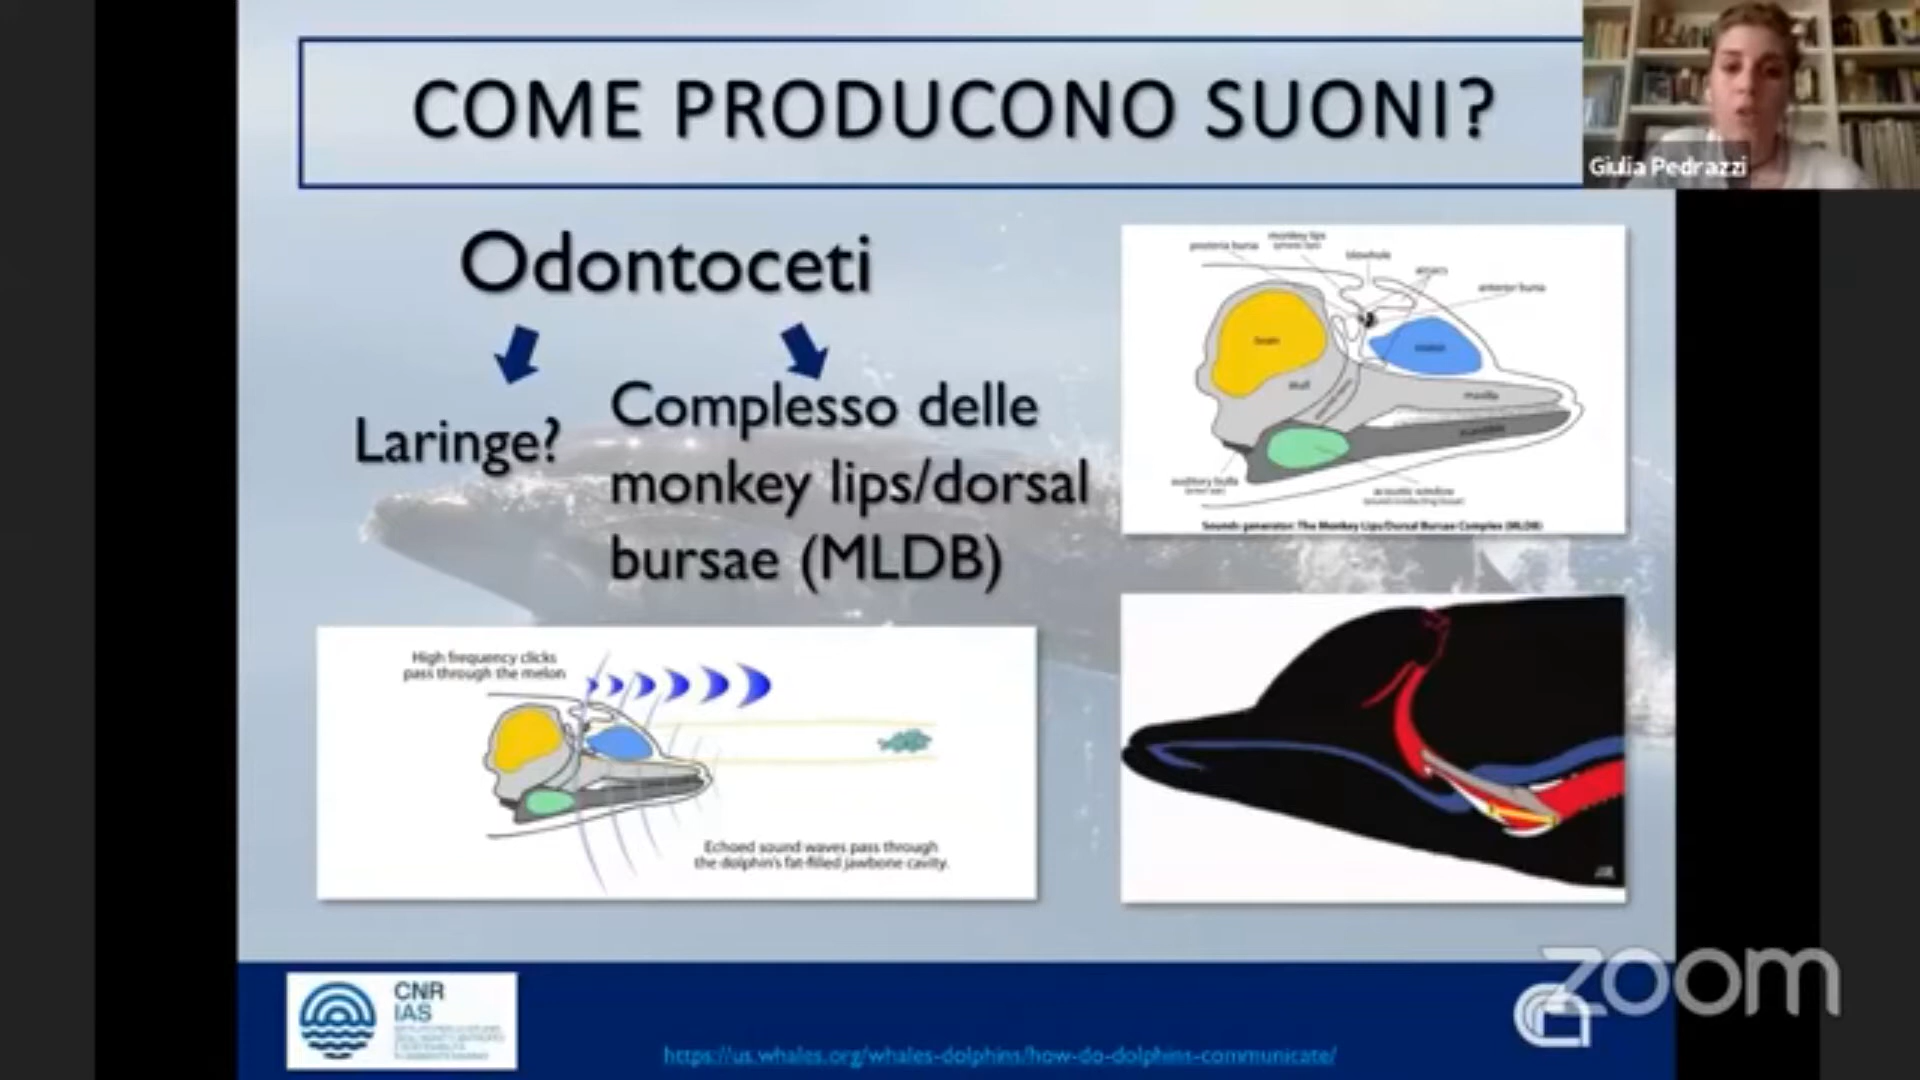 COME PRODUCONO SUONI?
Giulia Pedrazzi
Odontoceti
Laringe?
Complesso delle
monkey lips/dorsal
bursae (MLDB)
monkey lips
posterior bursa
blowhole
airsacs
anterior bursa
brain
melon
skull
maxilla
mandible
auditory bulla
acoustic window
Sounds generator: The Monkey Lips/Dorsal Bursae Complex (MLDB)
High frequency clicks
pass through the melon
Echoed sound waves pass through
the dolphin's fat-filled jawbone cavity.
CNR
IAS
https://us.whales.org/whales-dolphins/how-do-dolphins-communicate/
zoom